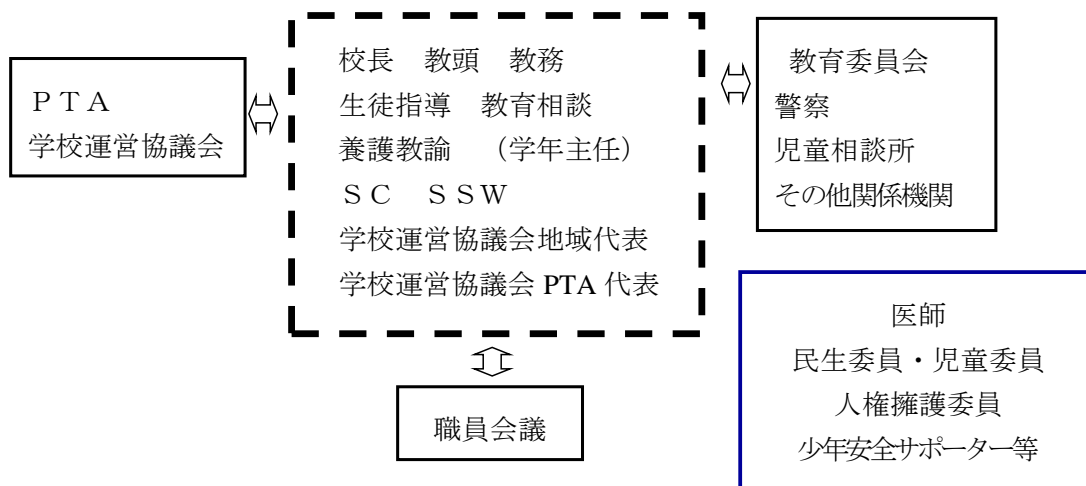 ＰＴＡ
学校運営協議会
校長　教頭　教務
生徒指導　教育相談
養護教諭　（学年主任）
ＳＣ　ＳＳＷ
学校運営協議会地域代表
学校運営協議会 PTA 代表
教育委員会
警察
児童相談所
その他関係機関
職員会議
医師
民生委員・児童委員
人権擁護委員
少年安全サポーター等